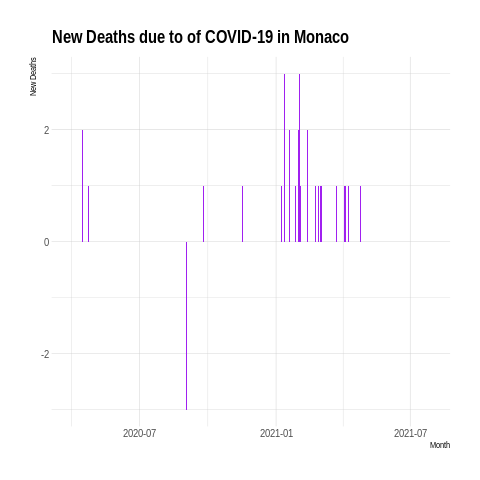 New Deaths due to of COVID-19 in Monaco
New Deaths
2
0
-2
2020-07
2021-01
2021-07
Month